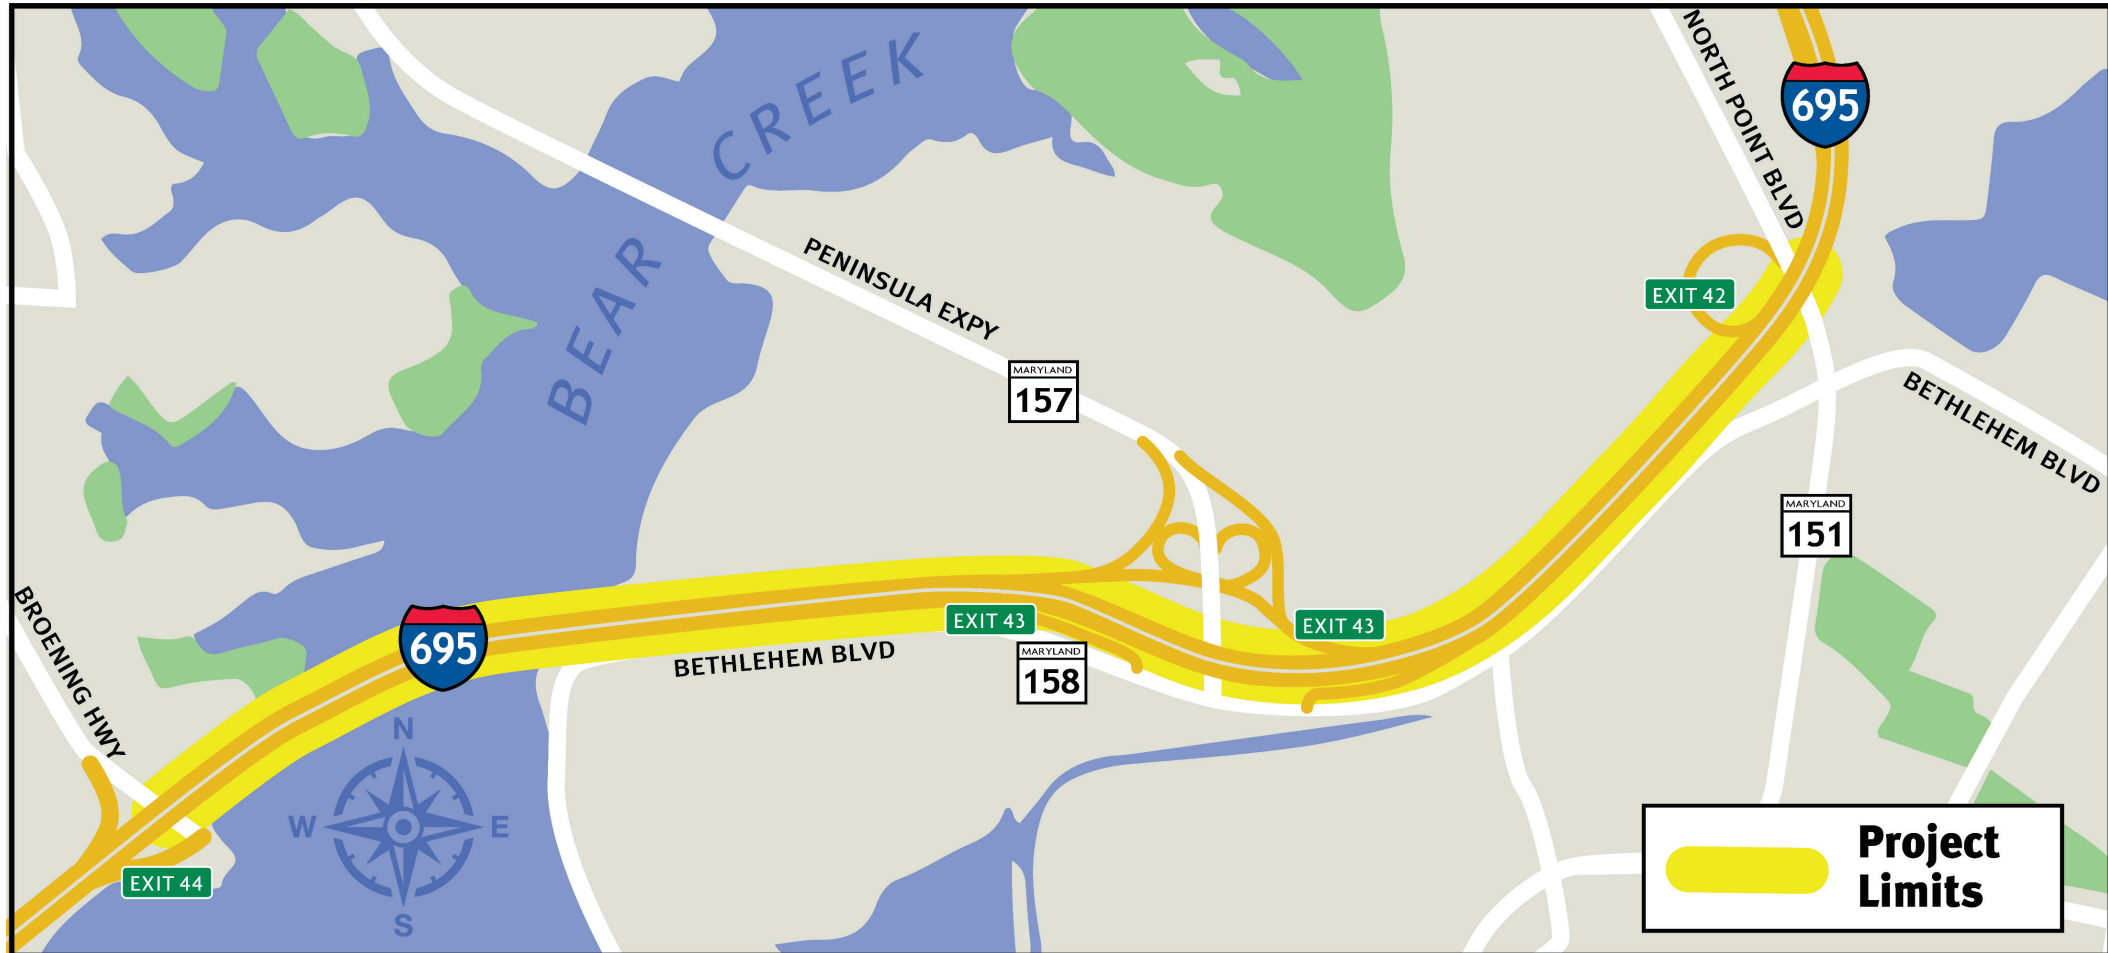 CREEK
BEAR
NORTH POINT BLVD
695
PENINSULA EXPY
EXIT 42
MARYLAND
157
BETHLEHEM BLVD
MARYLAND
151
BROENING HWY
695
EXIT 43
EXIT 43
BETHLEHEM BLVD
MARYLAND
158
N
W
E
S
EXIT 44
Project
Limits